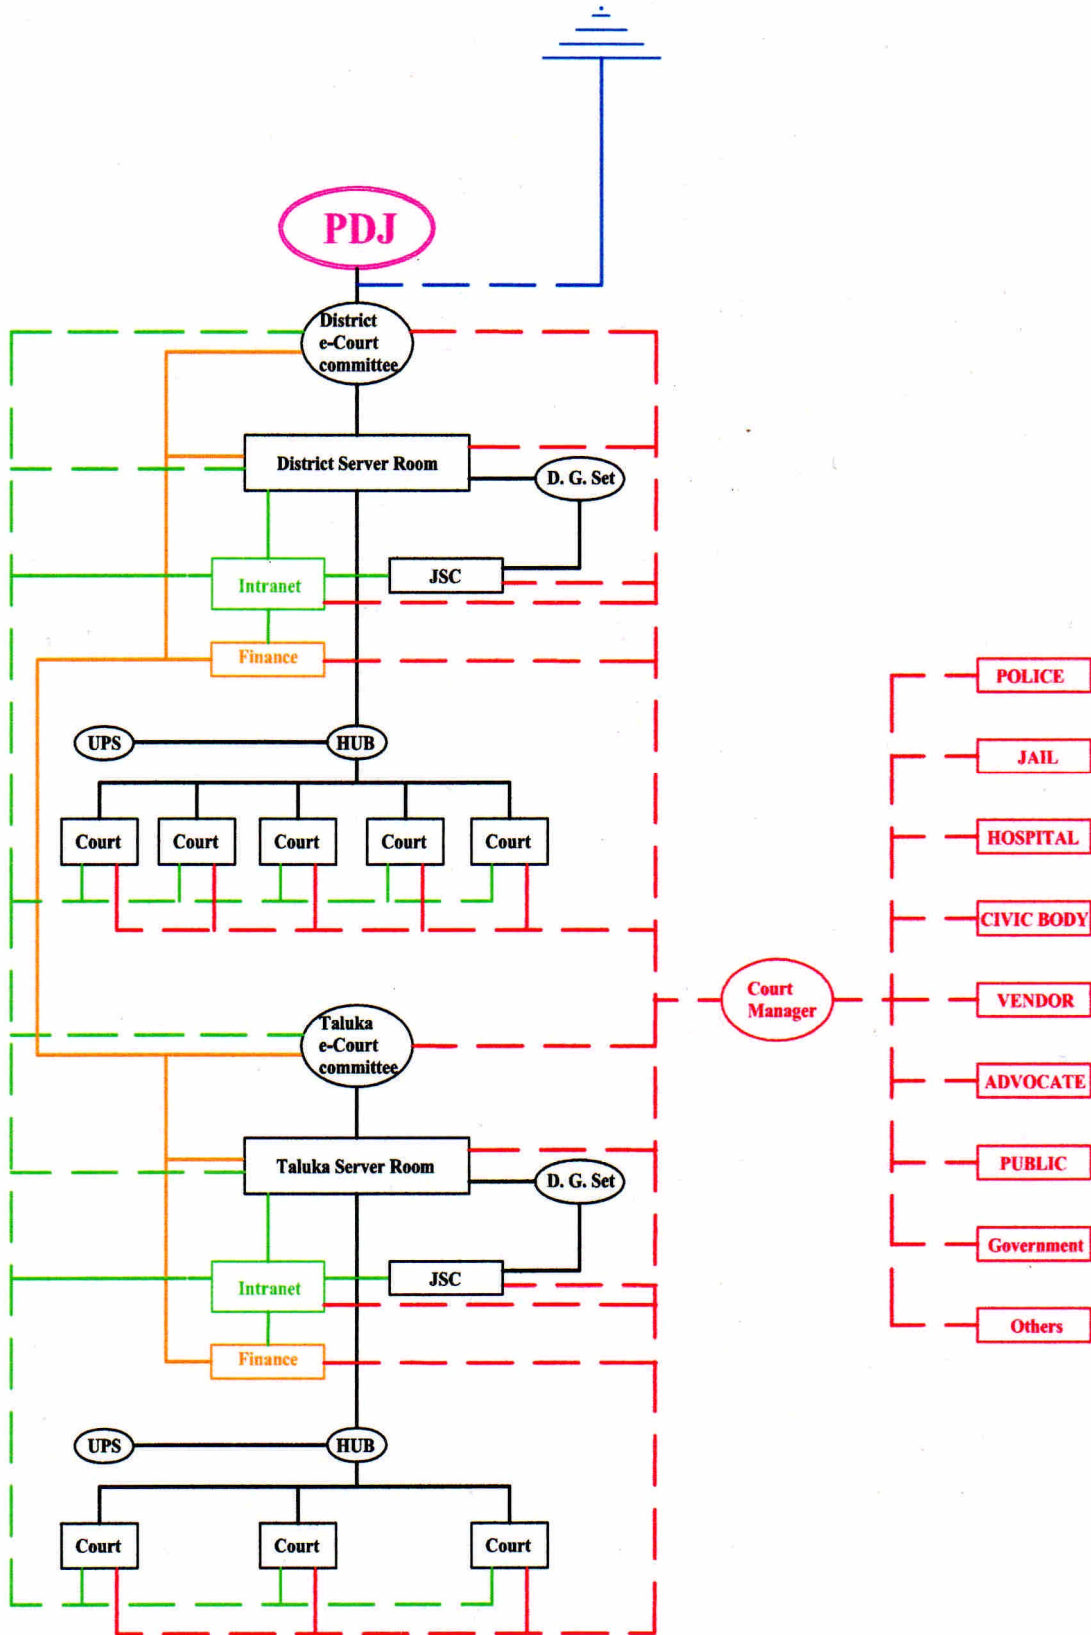 PDJ
District
e-Court
committee
District Server Room
D. G. Set
Intranet
JSC
Finance
UPS
HUB
Court
Court
Court
Court
Court
Taluka
e-Court
committee
Taluka Server Room
D. G. Set
Intranet
JSC
Finance
UPS
HUB
Court
Court
Court
Court
Manager
POLICE
JAIL
HOSPITAL
CIVIC BODY
VENDOR
ADVOCATE
PUBLIC
Government
Others